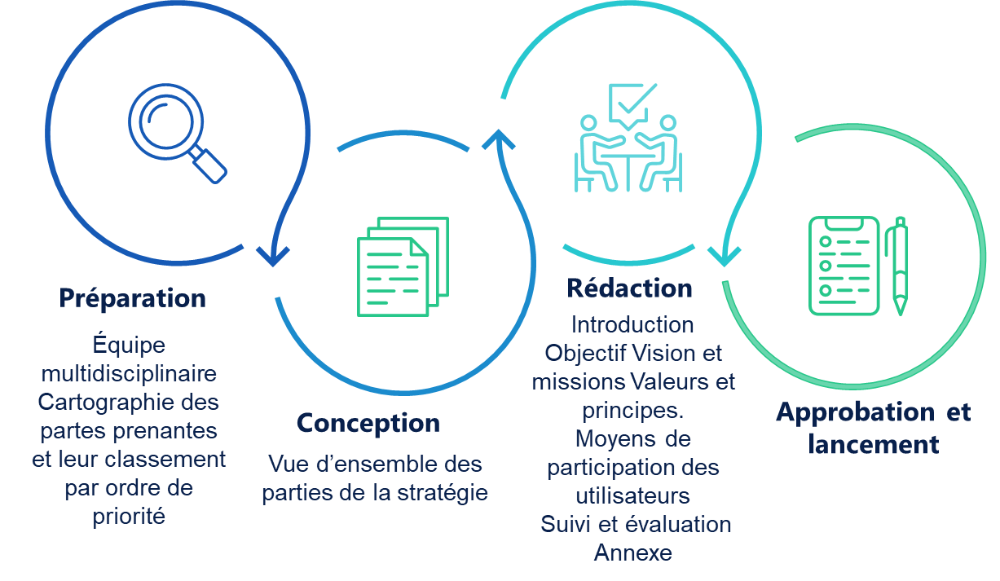 Préparation
Équipe
multidisciplinaire
Cartographie des
partes prenantes
et leur classement
par ordre de
priorité
Conception
Vue d’ensemble des
parties de la stratégie
Rédaction
Introduction
Objectif Vision et
missions Valeurs et
principes.
Moyens de
participation des
utilisateurs
Suivi et évaluation
Annexe
Approbation et
lancement